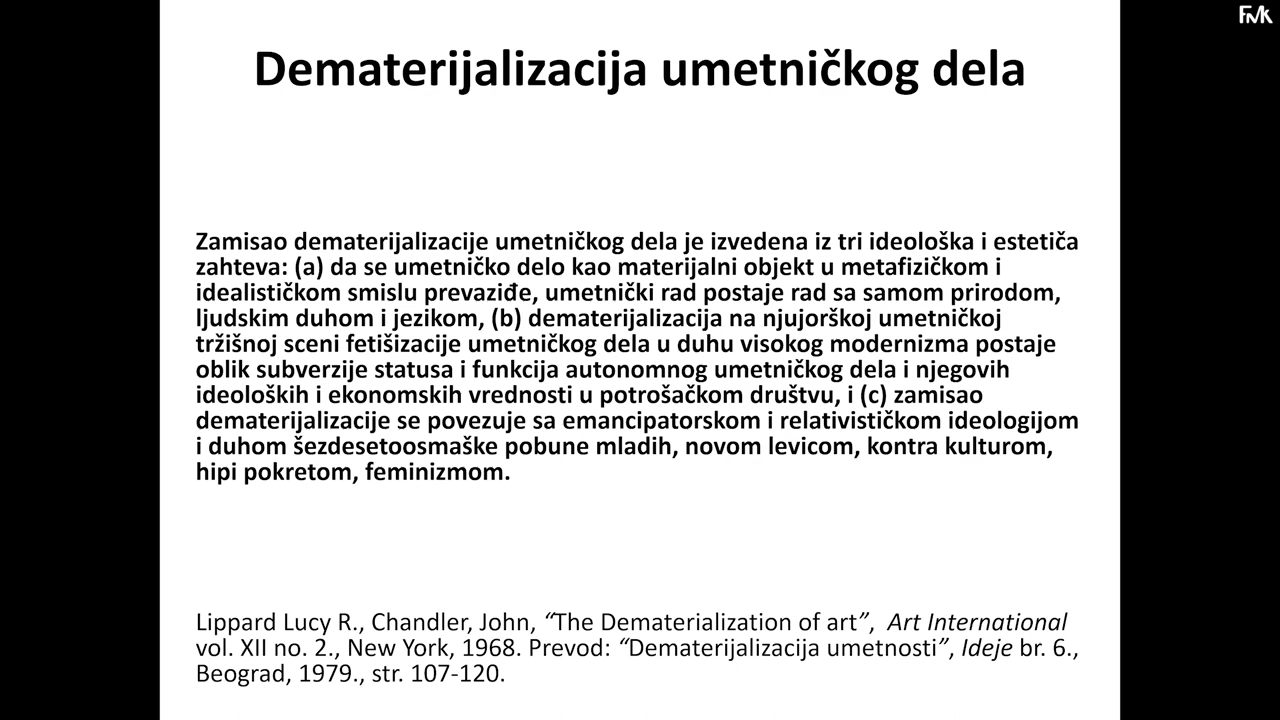 FMK
Dematerijalizacija umetničkog dela
Zamisao dematerijalizacije umetničkog dela je izvedena iz tri ideološka i estetiča
zahteva: (a) da se umetničko delo kao materijalni objekt u metafizičkom i
idealističkom smislu prevaziđe, umetnički rad postaje rad sa samom prirodom,
ljudskim duhom i jezikom, (b) dematerijalizacija na njujorškoj umetničkoj
tržišnoj sceni fetišizacije umetničkog dela u duhu visokog modernizma postaje
oblik subverzije statusa i funkcija autonomnog umetničkog dela i njegovih
ideoloških i ekonomskih vrednosti u potrošačkom društvu, i (c) zamisao
dematerijalizacije se povezuje sa emancipatorskom i relativističkom ideologijom
i duhom šezdesetoosmaške pobune mladih, novom levicom, kontra kulturom,
hipi pokretom, feminizmom.
Lippard Lucy R., Chandler, John, “The Dematerialization of art”, Art International
vol. XII no. 2., New York, 1968. Prevod: “Dematerijalizacija umetnosti”, Ideje br. 6.,
Beograd, 1979., str. 107-120.